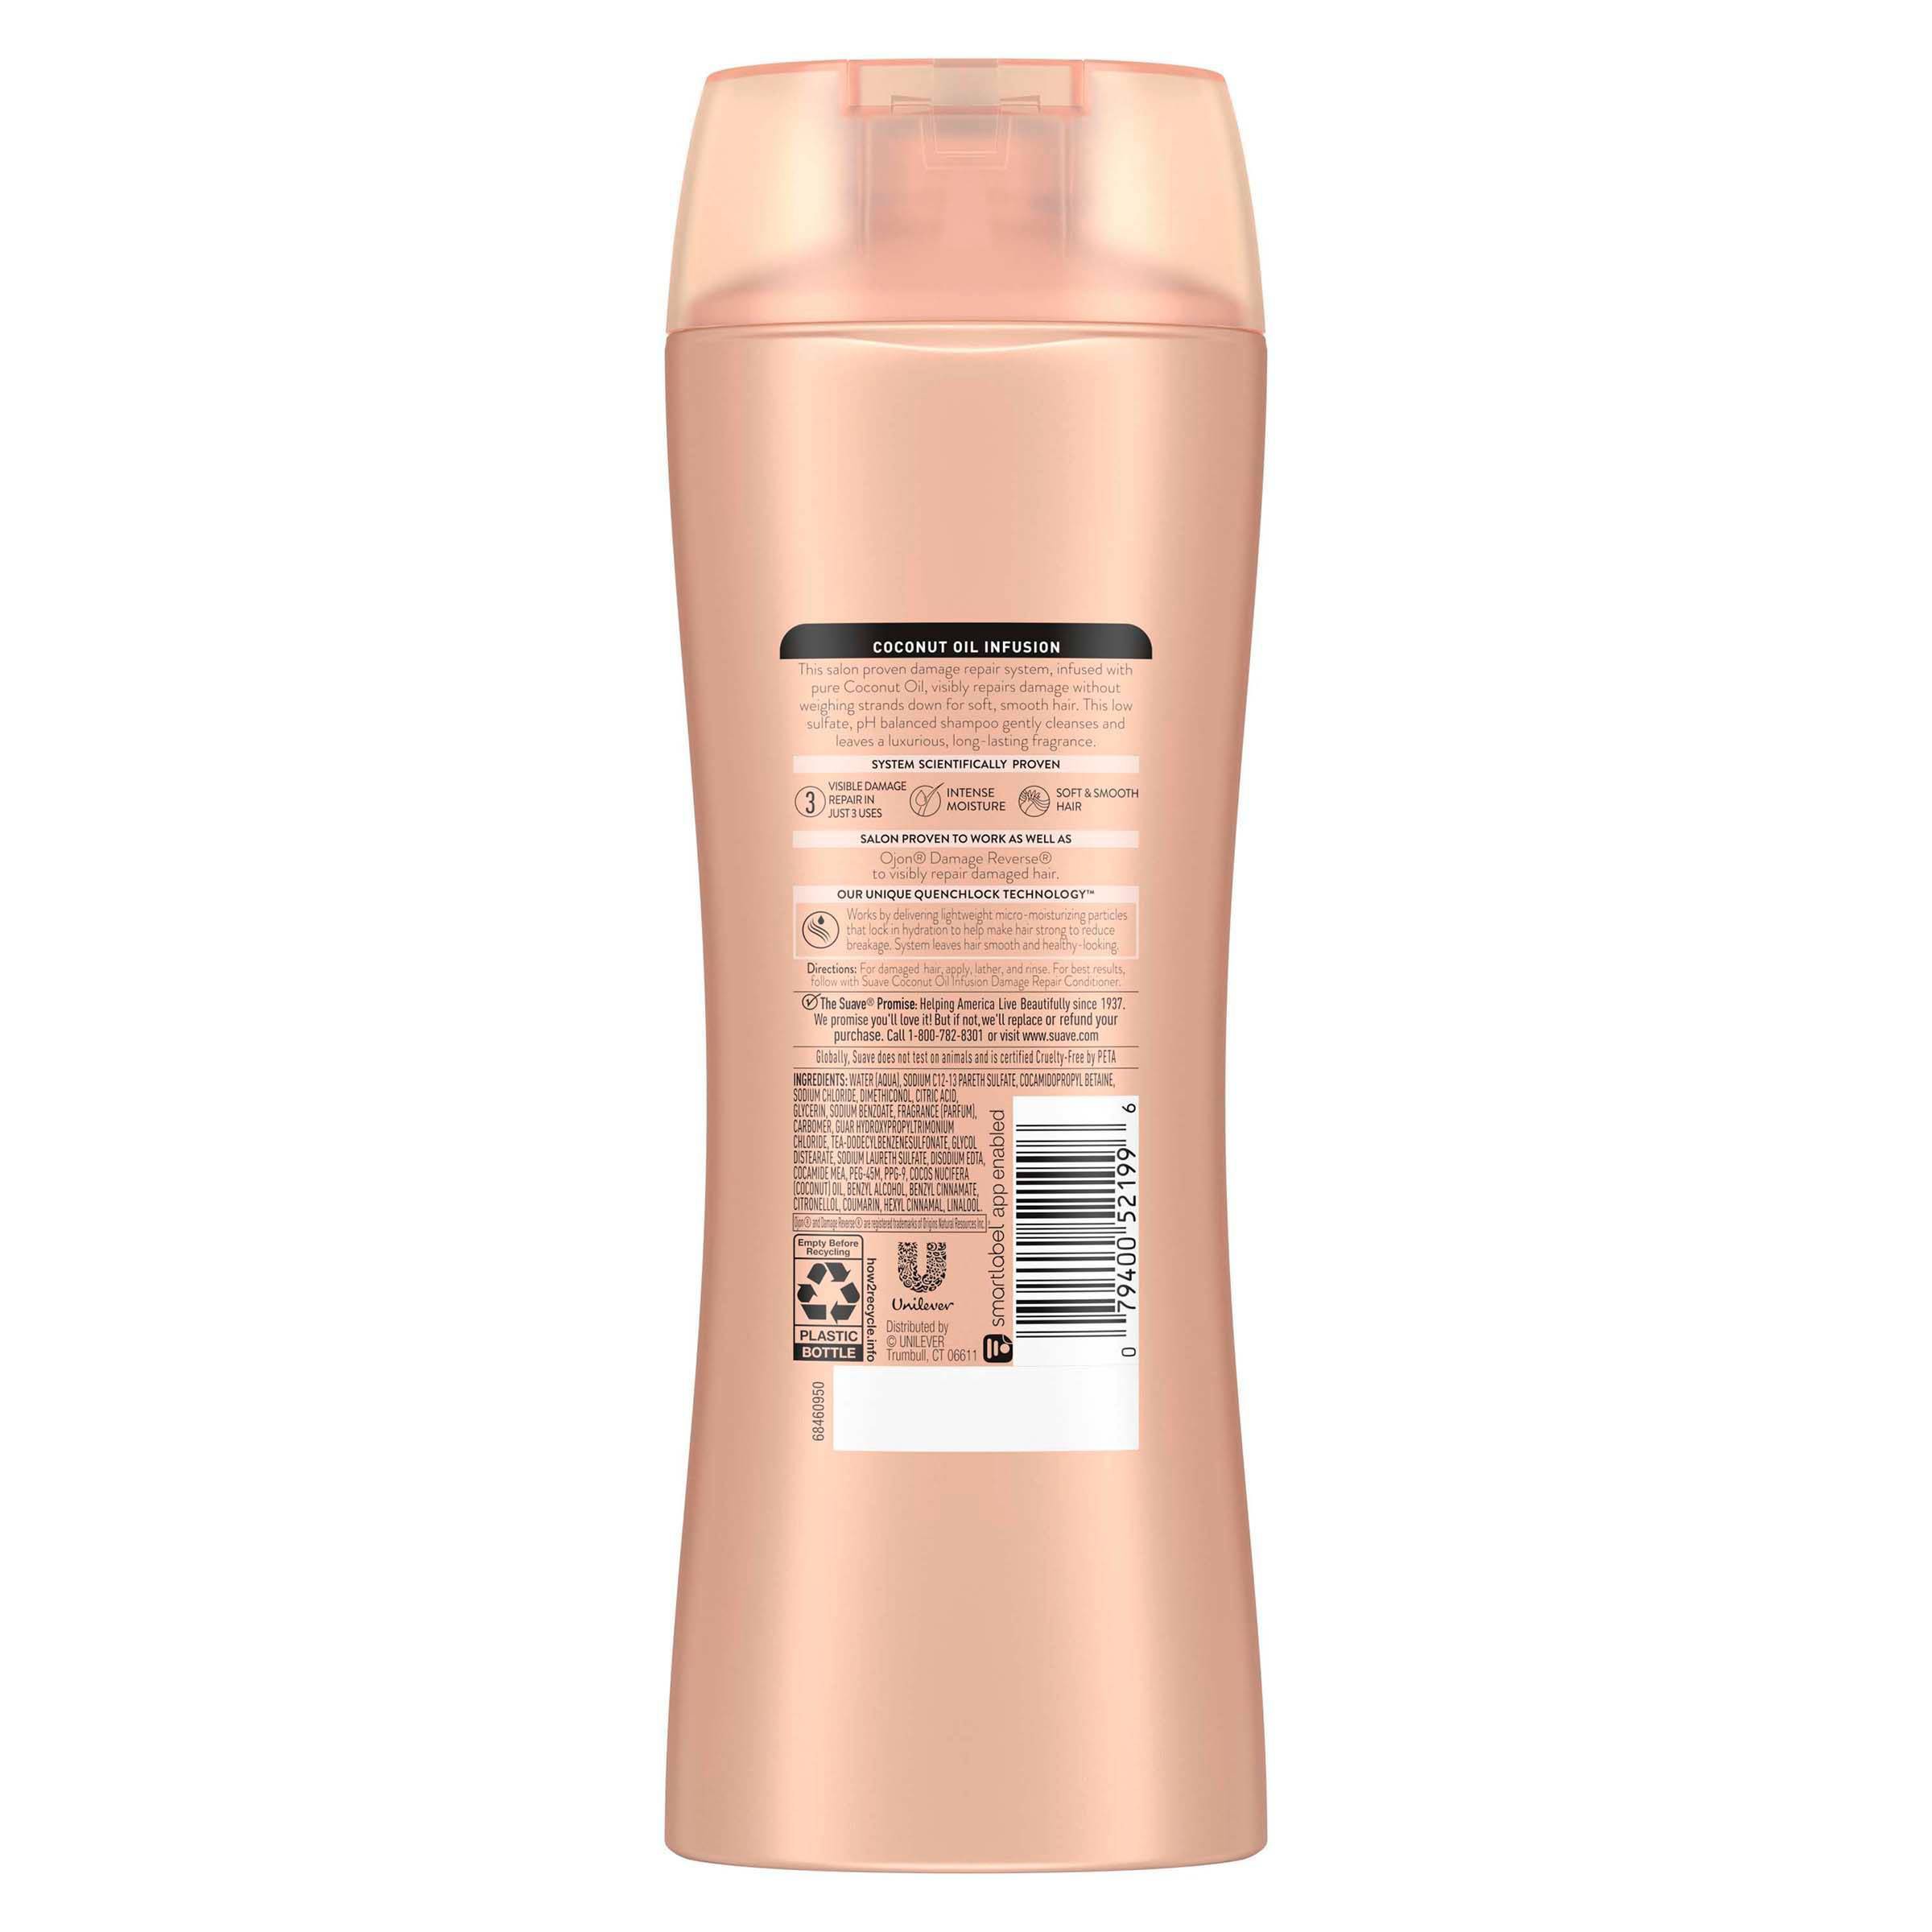 COCONUT OIL INFUSION
This salon proven damage repair system, infused with
pure Coconut Oil, visibly repairs damage without
weighing strands down for soft, smooth hair. This low
sulfate, pH balanced shampoo gently cleanses and
leaves a luxurious, long-lasting fragrance.
SYSTEM SCIENTIFICALLY PROVEN
3
VISIBLE DAMAGE
REPAIR IN
JUST 3 USES
INTENSE
MOISTURE
SOFT & SMOOTH
HAIR
SALON PROVEN TO WORK AS WELL AS
Ojon® Damage Reverse®
to visibly repair damaged hair.
OUR UNIQUE QUENCHLOCK TECHNOLOGY™
Works by delivering lightweight micro-moisturizing particles
that lock in hydration to help make hair strong to reduce
breakage. System leaves hair smooth and healthy-looking.
Directions: For damaged hair, apply, lather, and rinse. For best results,
follow with Suave Coconut Oil Infusion Damage Repair Conditioner.
The Suave® Promise: Helping America Live Beautifully since 1937.
We promise you'll love it! But if not, we'll replace or refund your
purchase. Call 1-800-782-8301 or visit www.suave.com
Globally, Suave does not test on animals and is certified Cruelty-Free by PETA
INGREDIENTS: WATER (AQUA), SODIUM C12-13 PARETH SULFATE, COCAMIDOPROPYL BETAINE,
SODIUM CHLORIDE, DIMETHICONOL, CITRIC ACID,
GLYCERIN, SODIUM BENZOATE, FRAGRANCE (PARFUM),
CARBOMER, GUAR HYDROXYPROPYLTRIMONIUM
CHLORIDE, TEA-DODECYLBENZENESULFONATE, GLYCOL
DISTEARATE, SODIUM LAURETH SULFATE, DISODIUM EDTA,
COCAMIDE MEA, PEG-45M, PPG-9, COCOS NUCIFERA
(COCONUT) OIL, BENZYL ALCOHOL, BENZYL CINNAMATE,
CITRONELLOL, COUMARIN, HEXYL CINNAMAL, LINALOOL.
Ojon® and Damage Reverse® are registered trademarks of Origins Natural Resources Inc.
Empty Before
Recycling
PLASTIC
BOTTLE
how2recycle.info
Unilever
Distributed by
© UNILEVER
Trumbull, CT 06611
smartlabel app enabled
0 79400 52199 6
68460950